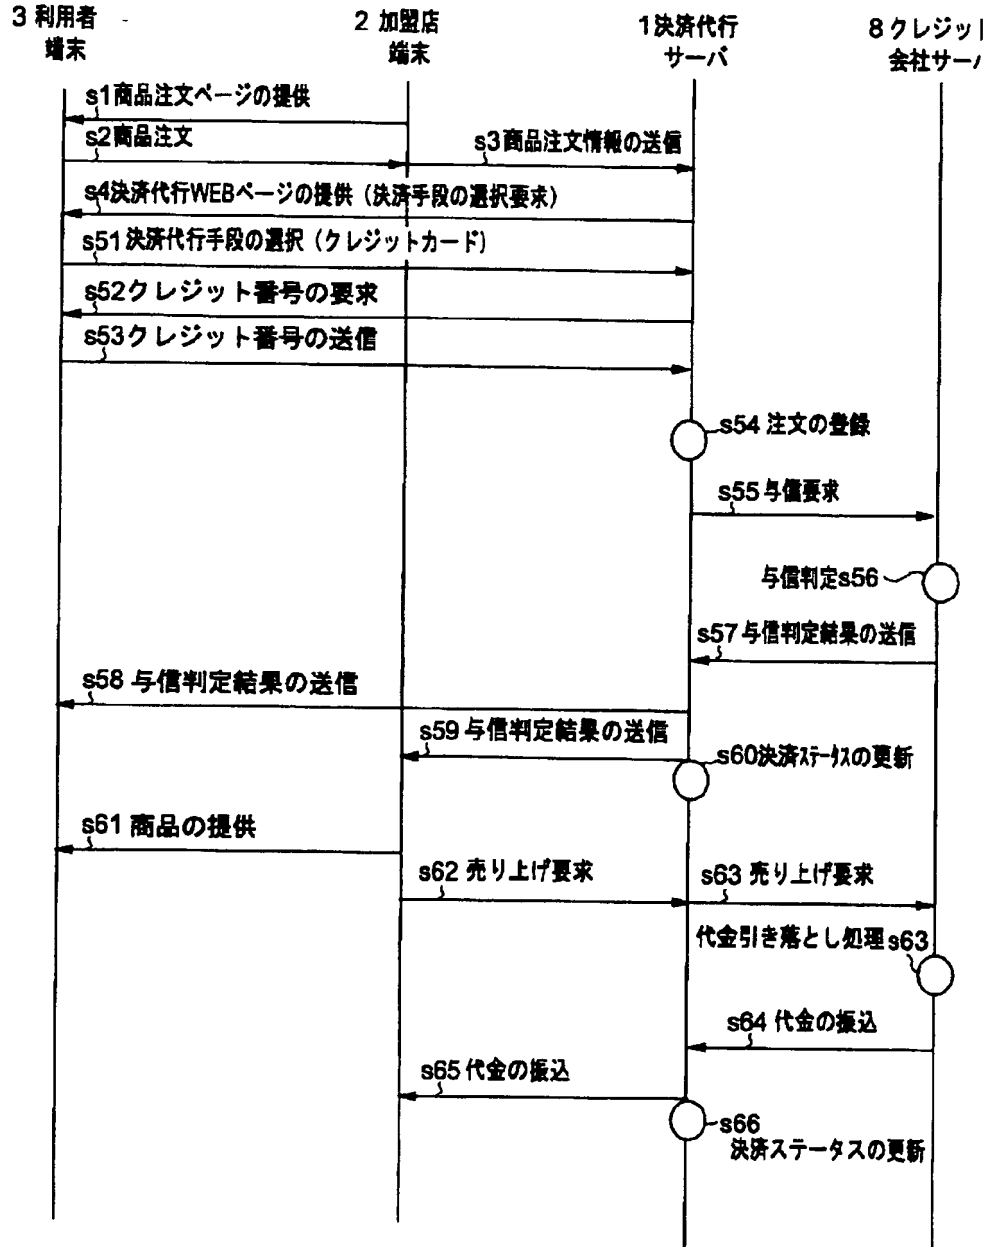 3 利用者
端末
2 加盟店
端末
1決済代行
サーバ
8クレジット
会社サーバ
s1商品注文ページの提供
s2商品注文
s3商品注文情報の送信
s4決済代行WEBページの提供（決済手段の選択要求）
s51決済代行手段の選択（クレジットカード）
s52クレジット番号の要求
s53クレジット番号の送信
s54 注文の登録
s55与信要求
与信判定s56
s57与信判定結果の送信
s58 与信判定結果の送信
s59与信判定結果の送信
s60決済ステータスの更新
s61 商品の提供
s62 売り上げ要求
s63 売り上げ要求
代金引き落とし処理s63
s64 代金の振込
s65代金の振込
s66
決済ステータスの更新